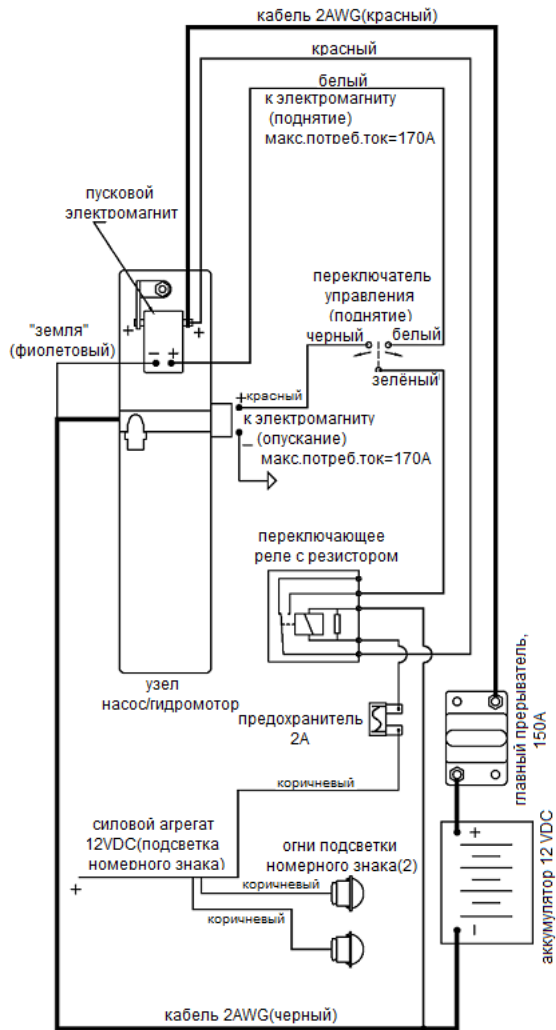 кабель 2AWG(красный)
красный
белый
к электромагниту
(поднятие)
макс.потреб.ток=170А
пусковой
электромагнит
переключатель
управления
(поднятие)
"земля"
(фиолетовый)
+
+
- +
черный
белый
зелёный
+красный
к электромагниту
(опускание)
_
макс.потреб.ток=170А
переключающее
реле с резистором
узел
насос/гидромотор
предохранитель
2А
главный прерыватель,
150А
коричневый
силовой агрегат
12VDC(подсветка
номерного знака)
+
огни подсветки
номерного знака(2)
коричневый
коричневый
+
-
аккумулятор 12 VDC
кабель 2AWG(черный)